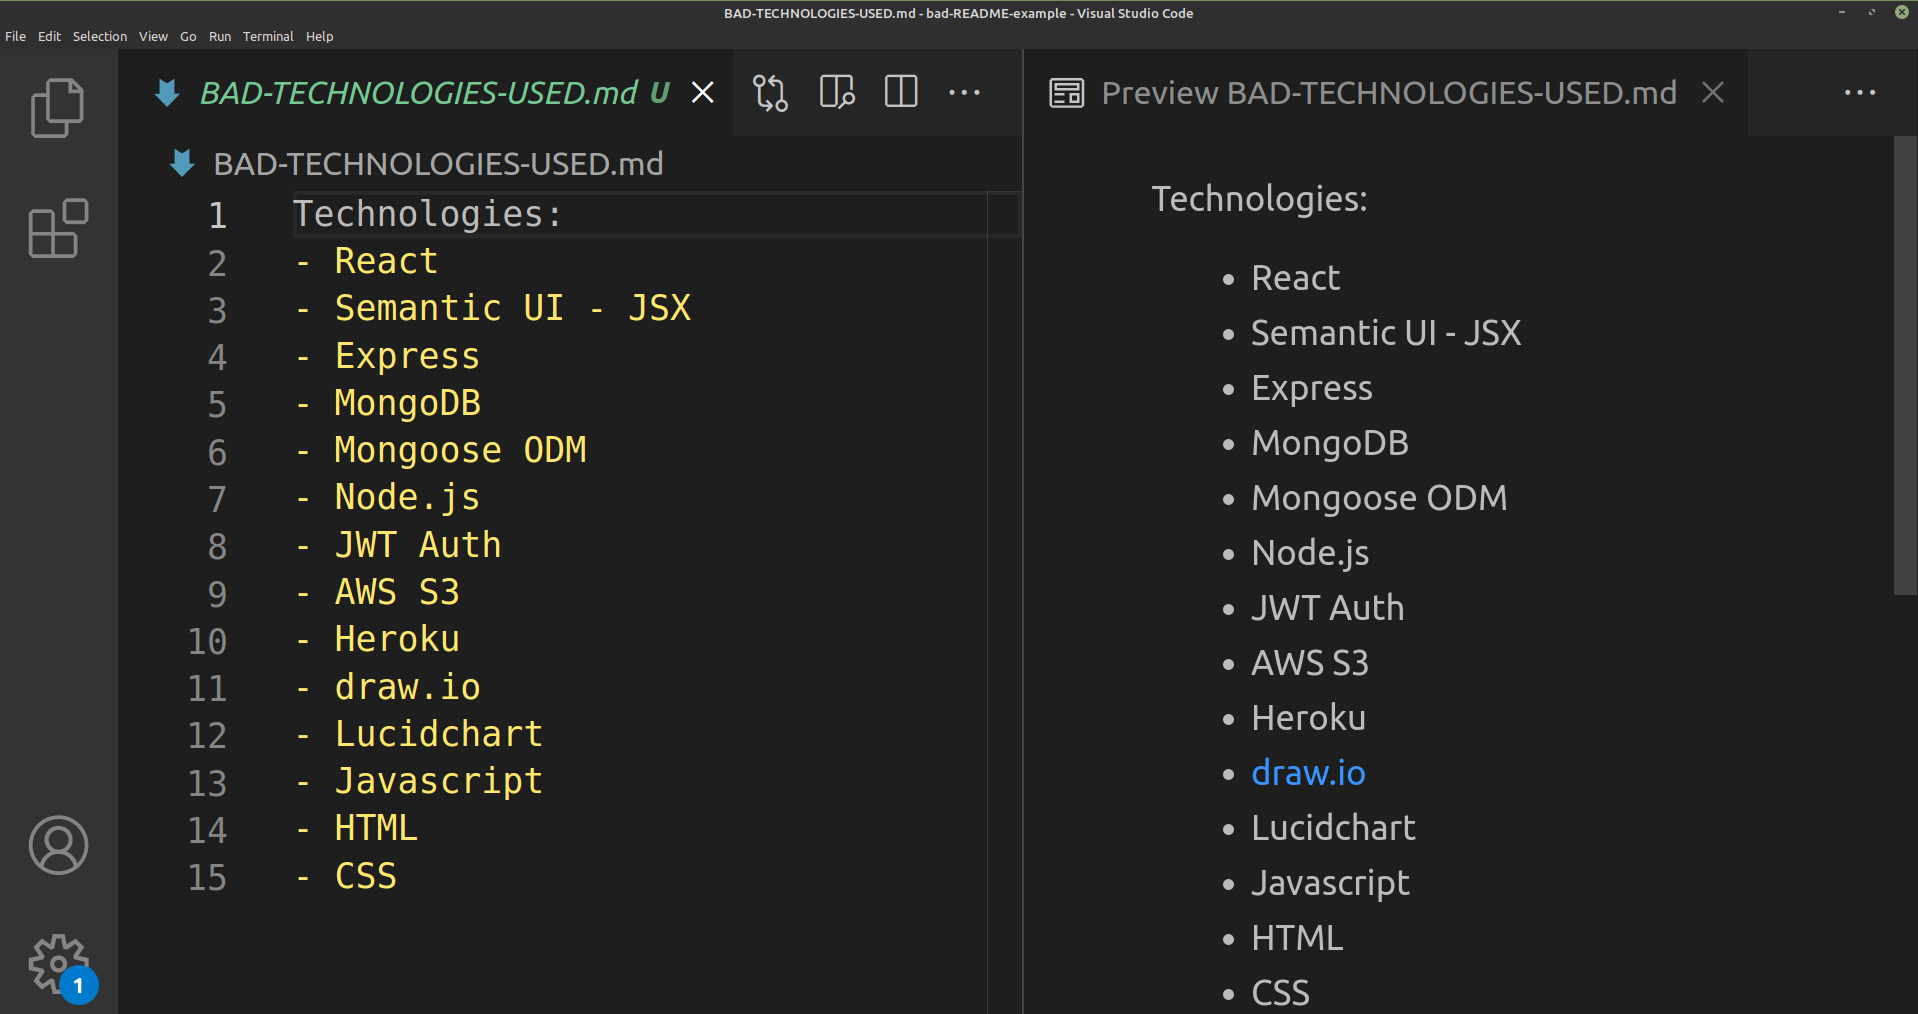 BAD-TECHNOLOGIES-USED.md - bad-README-example - Visual Studio Code
File Edit Selection View Go Run Terminal Help
BAD-TECHNOLOGIES-USED.md U
Preview BAD-TECHNOLOGIES-USED.md
BAD-TECHNOLOGIES-USED.md
1 Technologies:
2 - React
3 - Semantic UI - JSX
4 - Express
5 - MongoDB
6 - Mongoose ODM
7 - Node.js
8 - JWT Auth
9 - AWS S3
10 - Heroku
11 - draw.io
12 - Lucidchart
13 - Javascript
14 - HTML
15 - CSS
1
Technologies:
• React
• Semantic UI - JSX
• Express
• MongoDB
• Mongoose ODM
• Node.js
• JWT Auth
• AWS S3
• Heroku
• draw.io
• Lucidchart
• Javascript
• HTML
• CSS